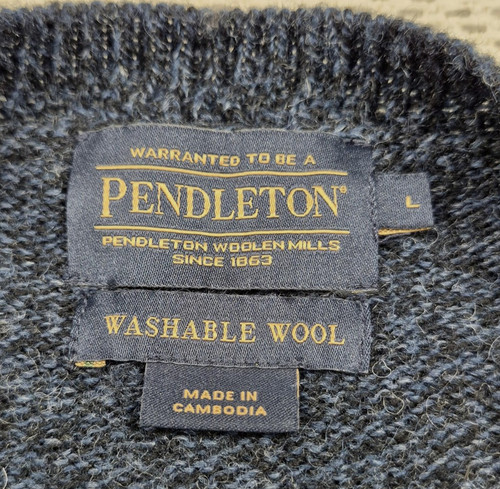 WARRANTED TO BE A
PENDLETON®
PENDLETON WOOLEN MILLS
SINCE 1863
L
WASHABLE WOOL
MADE IN
CAMBODIA